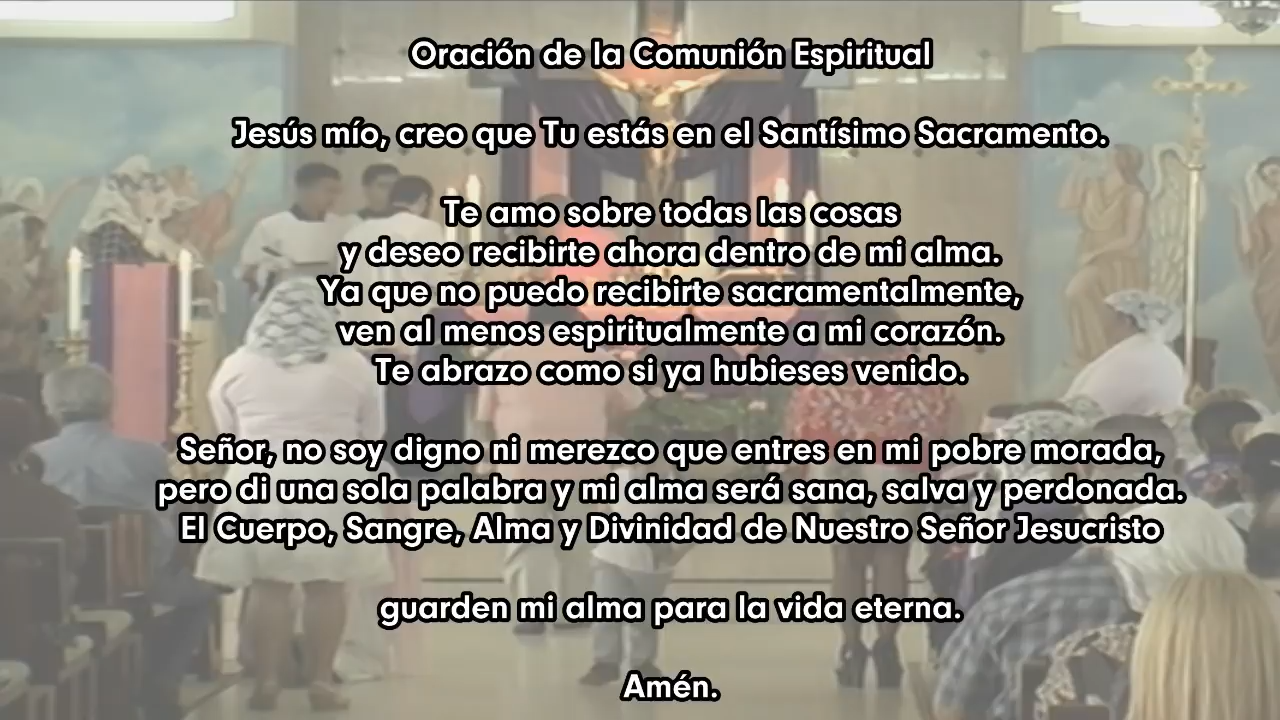 Oración de la Comunión Espiritual
Jesús mío, creo que Tu estás en el Santísimo Sacramento.
Te amo sobre todas las cosas
y deseo recibirte ahora dentro de mi alma.
Ya que no puedo recibirte sacramentalmente,
ven al menos espiritualmente a mi corazón.
Te abrazo como si ya hubieses venido.
Señor, no soy digno ni merezco que entres en mi pobre morada,
pero di una sola palabra y mi alma será sana, salva y perdonada.
El Cuerpo, Sangre, Alma y Divinidad de Nuestro Señor Jesucristo
guarden mi alma para la vida eterna.
Amén.